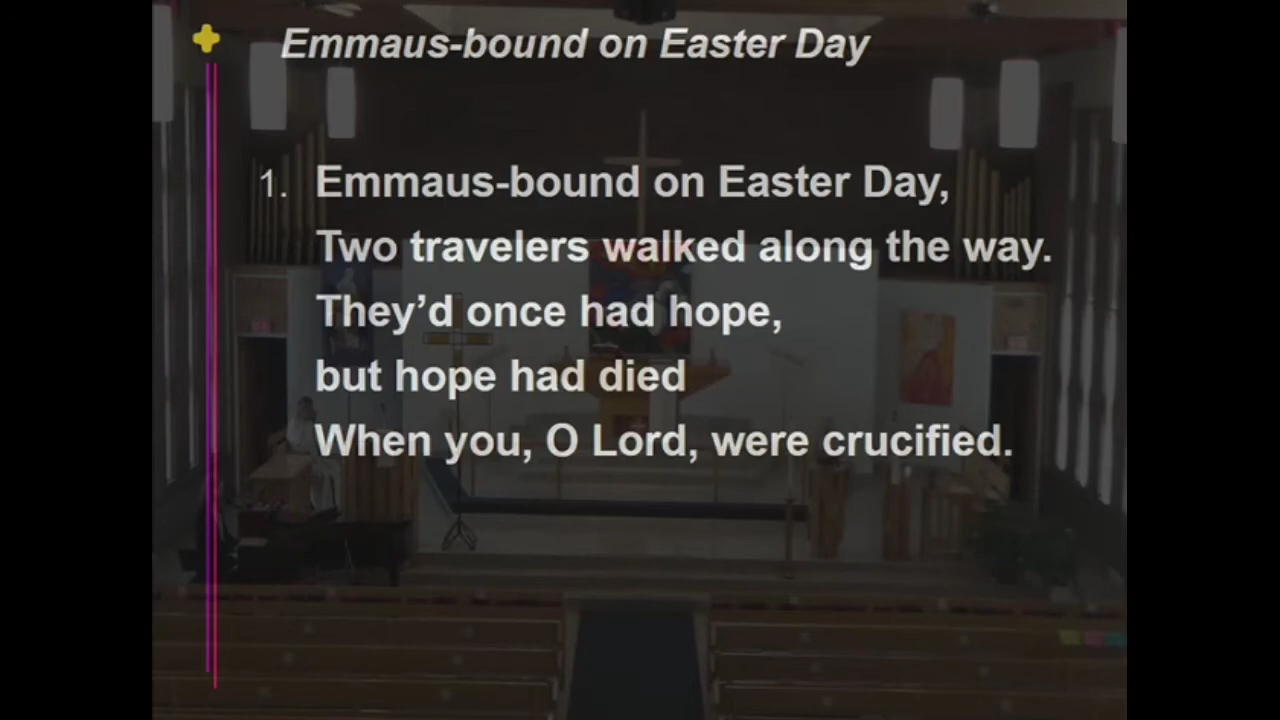 Emmaus-bound on Easter Day
1. Emmaus-bound on Easter Day,
Two travelers walked along the way.
They’d once had hope,
but hope had died
When you, O Lord, were crucified.